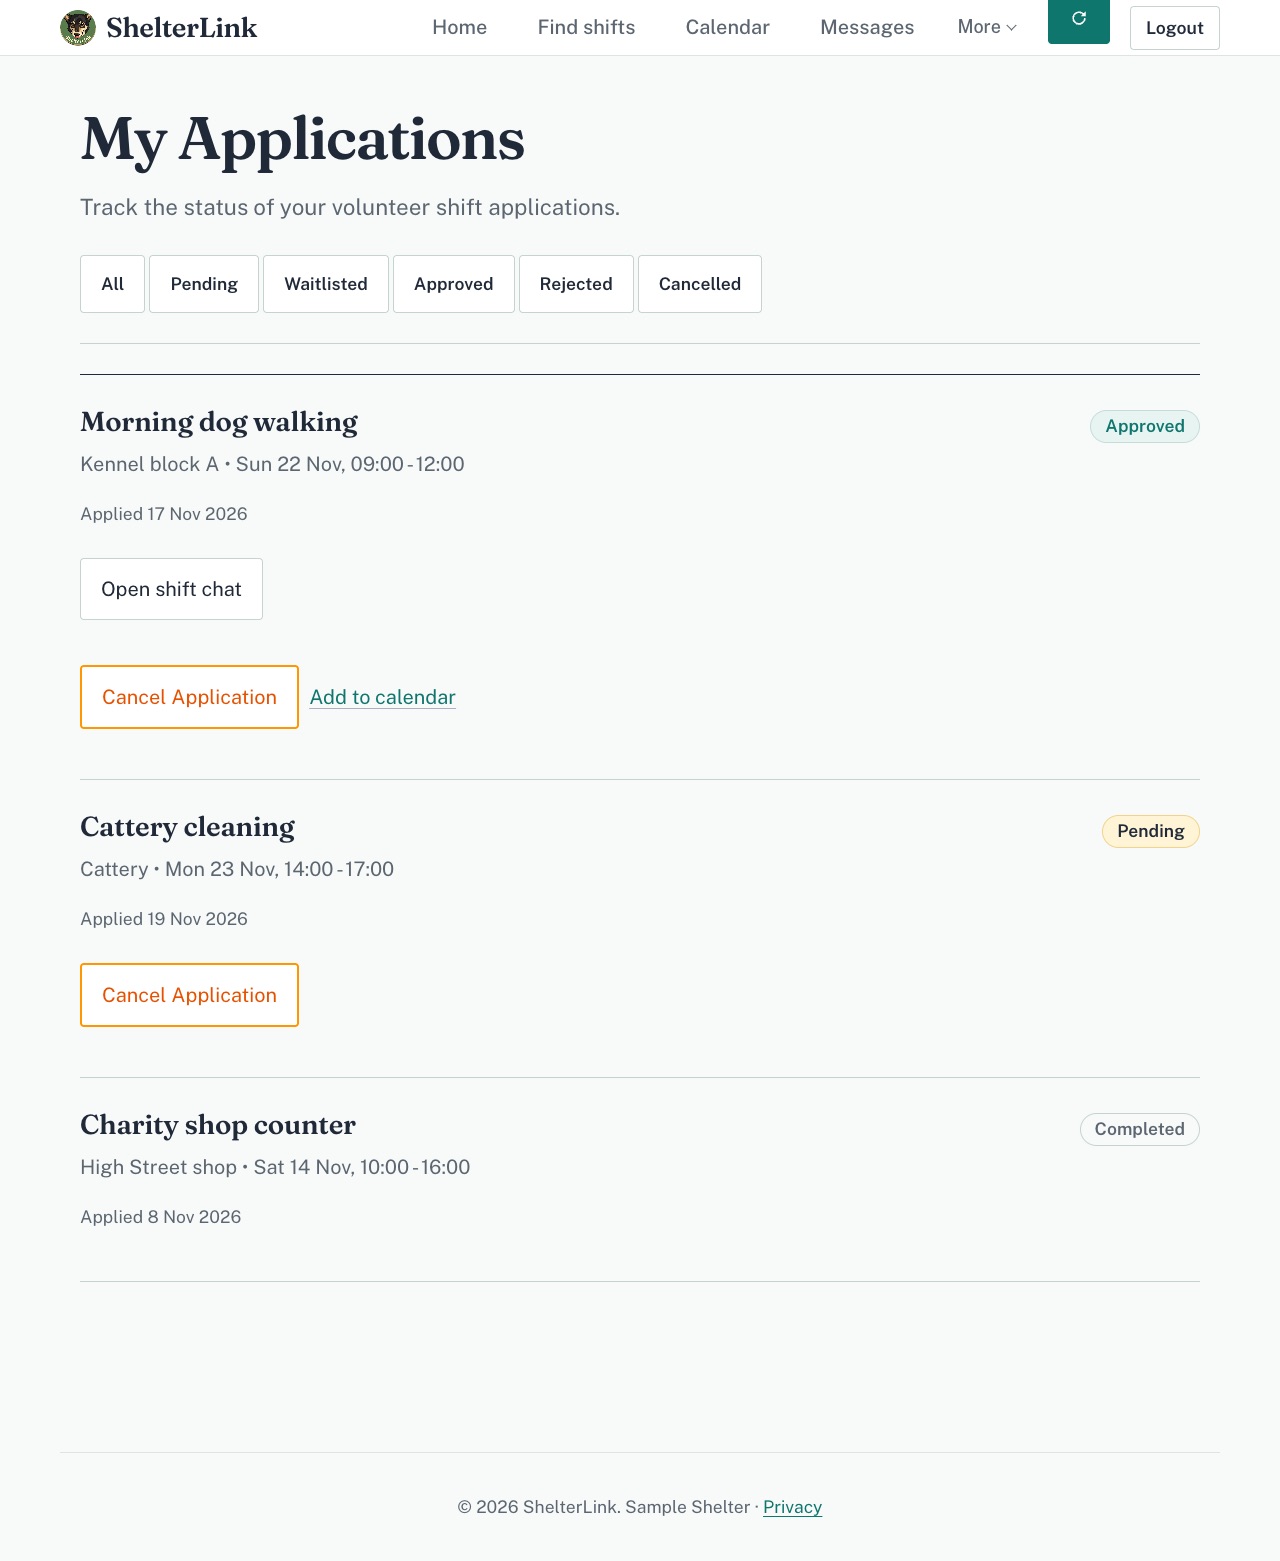 ShelterLink Home Find shifts Calendar Messages More Logout
My Applications
Track the status of your volunteer shift applications.
All Pending Waitlisted Approved Rejected Cancelled
Morning dog walking Approved
Kennel block A • Sun 22 Nov, 09:00 - 12:00
Applied 17 Nov 2026
Open shift chat
Cancel Application Add to calendar
Cattery cleaning Pending
Cattery • Mon 23 Nov, 14:00 - 17:00
Applied 19 Nov 2026
Cancel Application
Charity shop counter Completed
High Street shop • Sat 14 Nov, 10:00 - 16:00
Applied 8 Nov 2026
© 2026 ShelterLink. Sample Shelter · Privacy